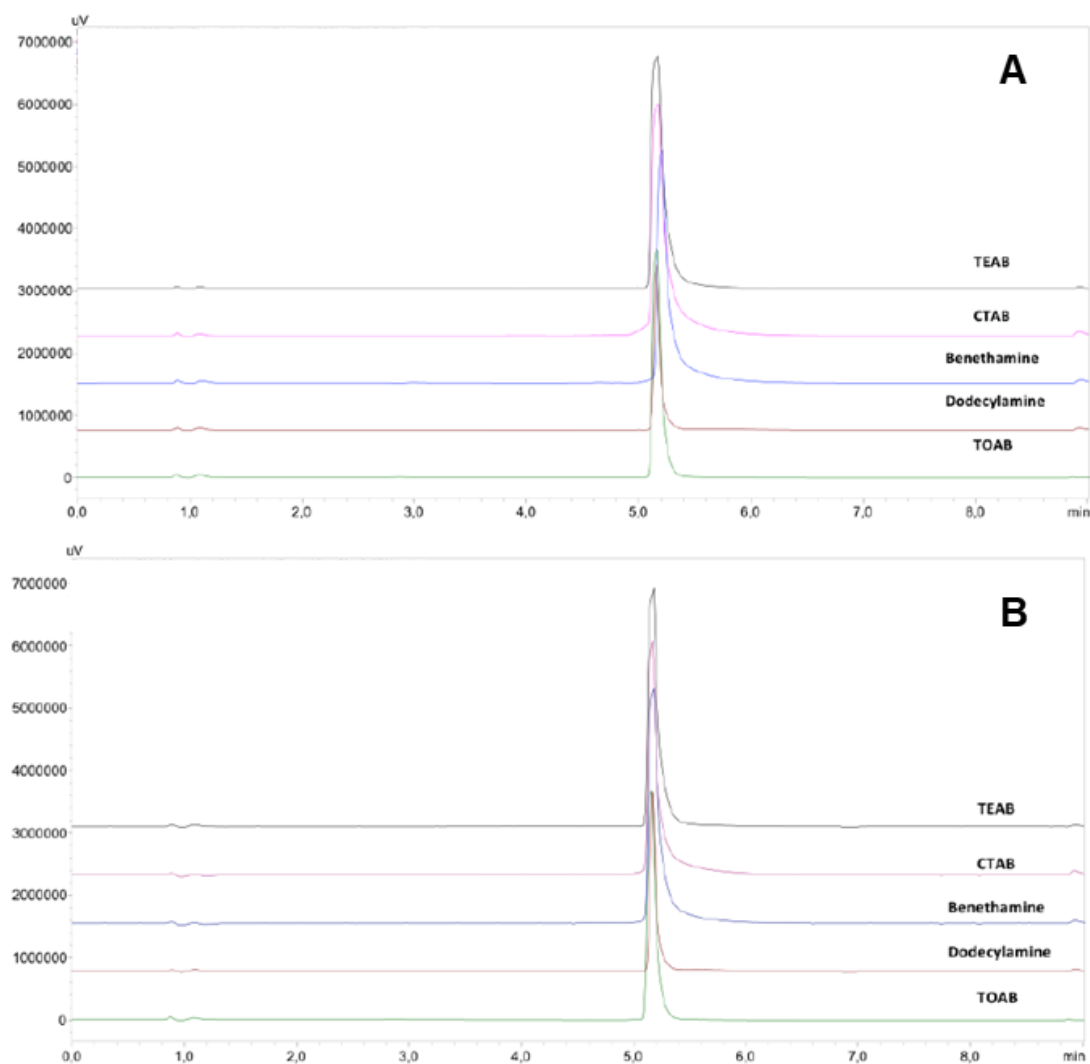 uV
7000000
A
6000000
5000000
4000000
TEAB
3000000
CTAB
2000000
Benethamine
Dodecylamine
1000000
TOAB
0
0,0 1,0 2,0 3,0 4,0 5,0 6,0 7,0 8,0 min
uV
7000000
B
6000000
5000000
4000000
TEAB
3000000
CTAB
2000000
Benethamine
1000000
Dodecylamine
TOAB
0
0,0 1,0 2,0 3,0 4,0 5,0 6,0 7,0 8,0 min